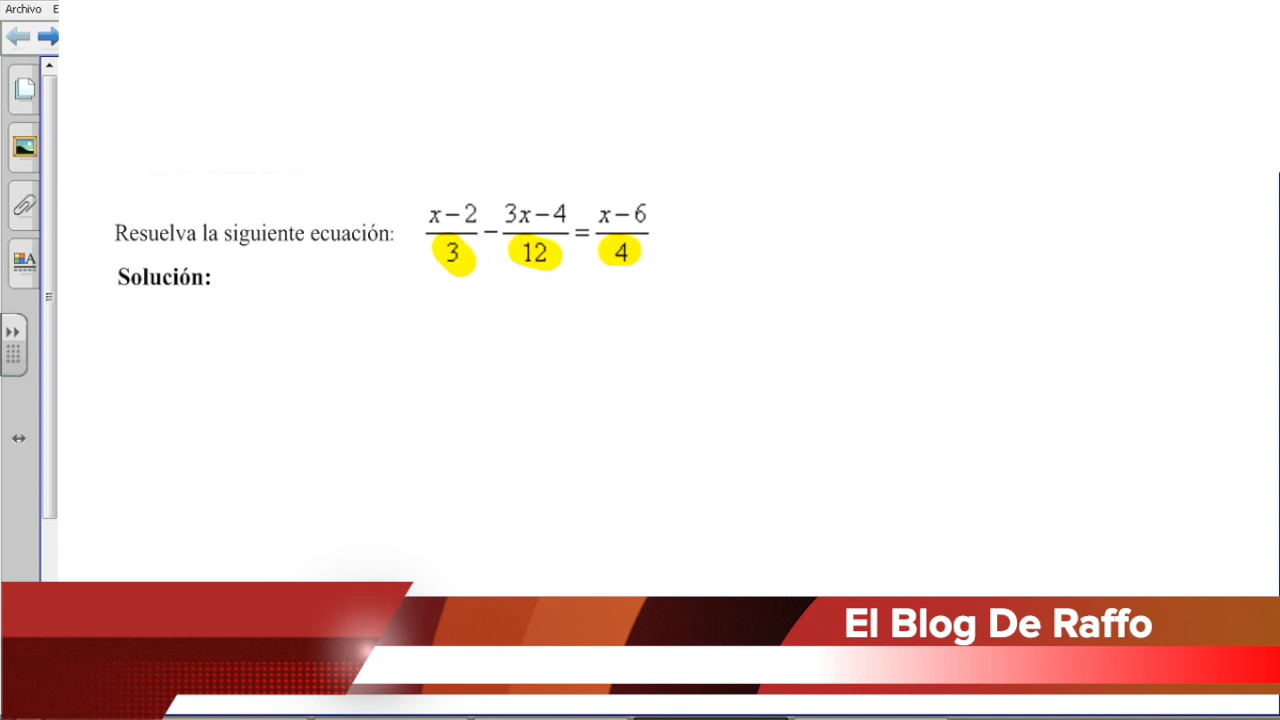 Archivo E
Resuelva la siguiente ecuación: x−2/3 − 3x−4/12 = x−6/4
Solución:
El Blog De Raffo